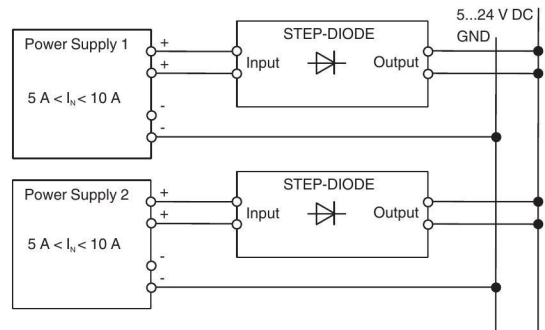 5...24 V DC
GND
Power Supply 1
+
+
5 A < I_N < 10 A
-
-
STEP-DIODE
Input
Output
Power Supply 2
+
+
5 A < I_N < 10 A
-
-
STEP-DIODE
Input
Output